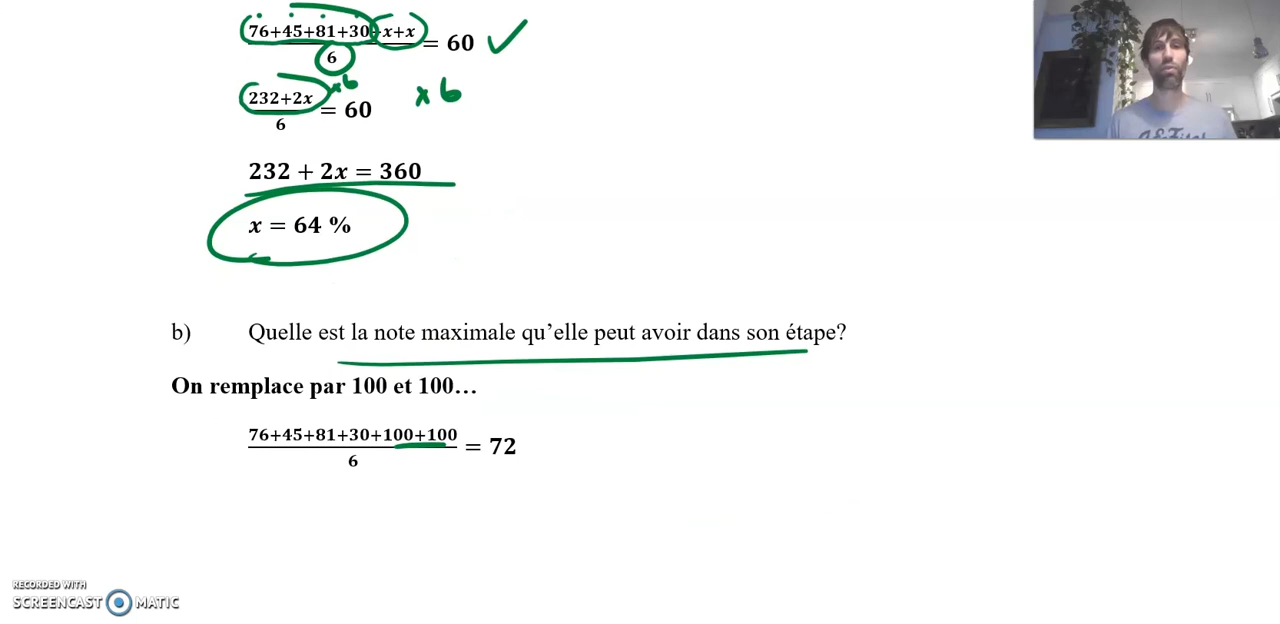 76+45+81+30+x+x
6
= 60 ✓
232+2x
6
x6
= 60
x 6
232 + 2x = 360
x = 64 %
b) Quelle est la note maximale qu'elle peut avoir dans son étape?
On remplace par 100 et 100…
76+45+81+30+100+100
6
= 72
RECORDED WITH
SCREENCAST MATIC